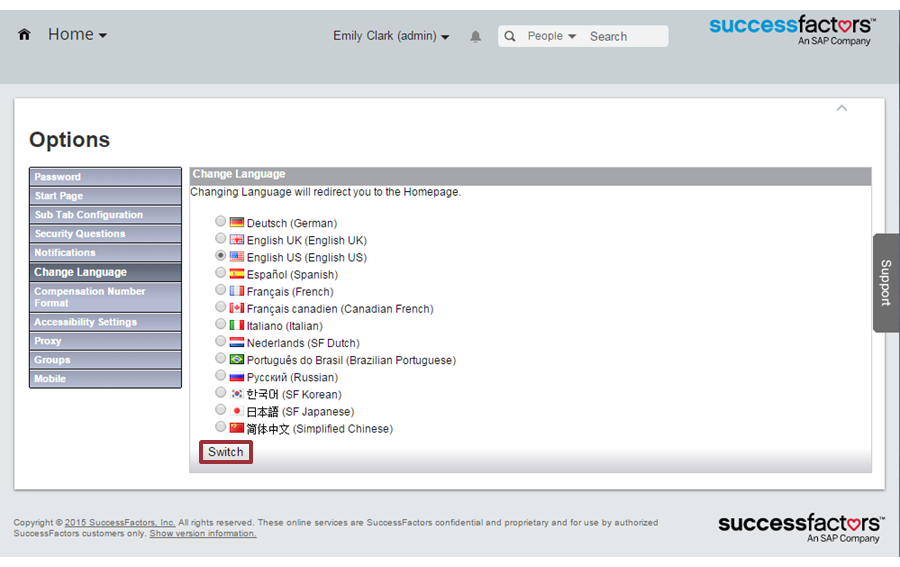 Home
Emily Clark (admin)
People
Search
successfactors™
An SAP Company
Options
Password
Start Page
Sub Tab Configuration
Security Questions
Notifications
Change Language
Compensation Number
Format
Accessibility Settings
Proxy
Groups
Mobile
Change Language
Changing Language will redirect you to the Homepage.
Deutsch (German)
English UK (English UK)
English US (English US)
Español (Spanish)
Français (French)
Français canadien (Canadian French)
Italiano (Italian)
Nederlands (SF Dutch)
Português do Brasil (Brazilian Portuguese)
Русский (Russian)
한국어 (SF Korean)
日本語 (SF Japanese)
简体中文 (Simplified Chinese)
Switch
Support
Copyright © 2015 SuccessFactors, Inc. All rights reserved. These online services are SuccessFactors confidential and proprietary and for use by authorized
SuccessFactors customers only. Show version information.
successfactors™
An SAP Company